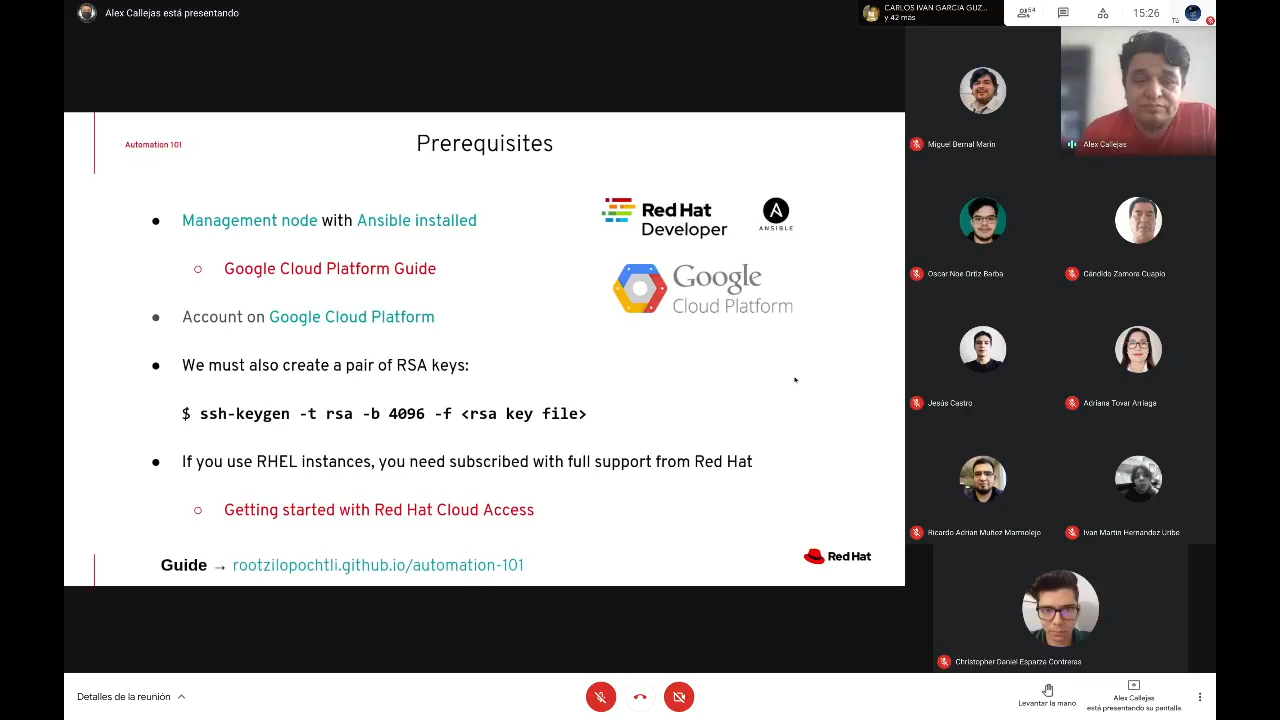 Alex Callejas está presentando
CARLOS IVAN GARCIA GUZ...
y 42 más
54
15:26
Tú
Automation 101
Prerequisites
● Management node with Ansible installed
○ Google Cloud Platform Guide
● Account on Google Cloud Platform
● We must also create a pair of RSA keys:
$ ssh-keygen -t rsa -b 4096 -f <rsa key file>
● If you use RHEL instances, you need subscribed with full support from Red Hat
○ Getting started with Red Hat Cloud Access
Guide → rootzilopochtli.github.io/automation-101
Red Hat
Developer
A
ANSIBLE
Google
Cloud Platform
Red Hat
Miguel Bernal Marin
Alex Callejas
Oscar Noe Ortiz Barba
Cándido Zamora Cuapio
Jesús Castro
Adriana Tovar Arriaga
Ricardo Adrian Muñoz Marmolejo
Ivan Martin Hernandez Uribe
Christopher Daniel Esparza Contreras
Detalles de la reunión
Levantar la mano
Alex Callejas
está presentando su pantalla